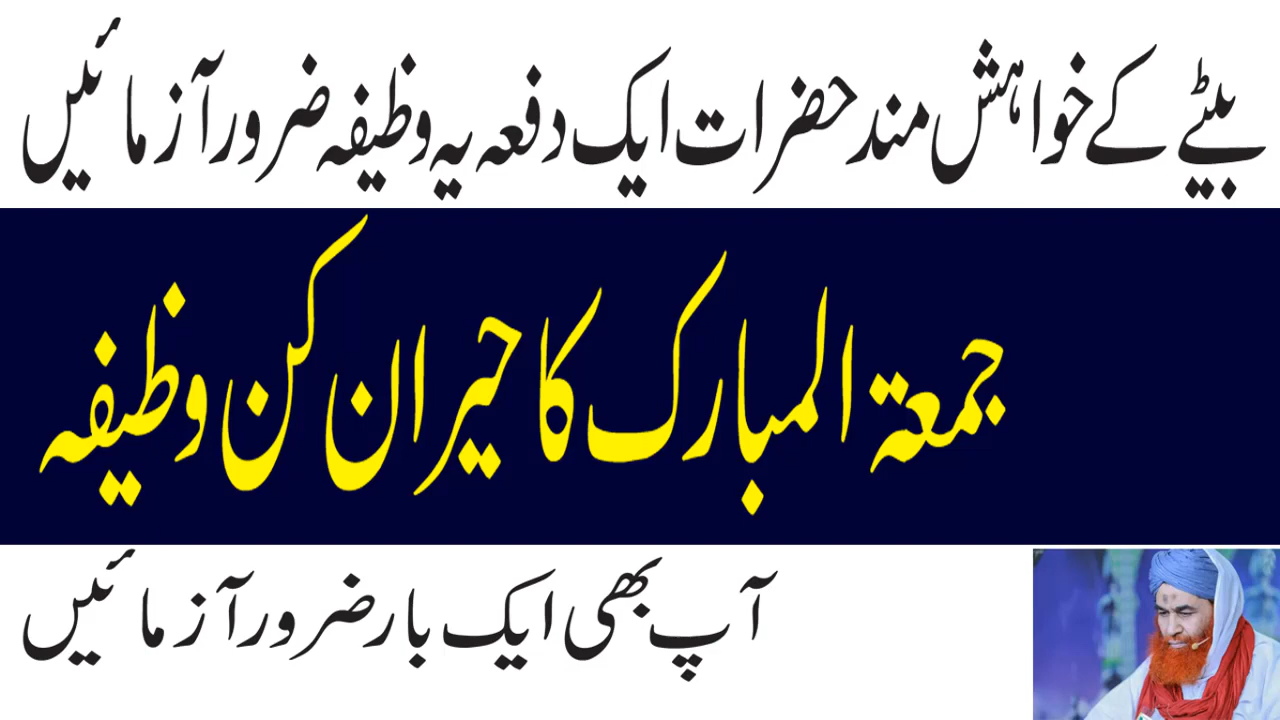 بیٹے کے خواہش مند حضرات ایک دفعہ یہ وظیفہ ضرور آزمائیں
جمعۃ المبارک کا حیران کن وظیفہ
آپ بھی ایک بار ضرور آزمائیں